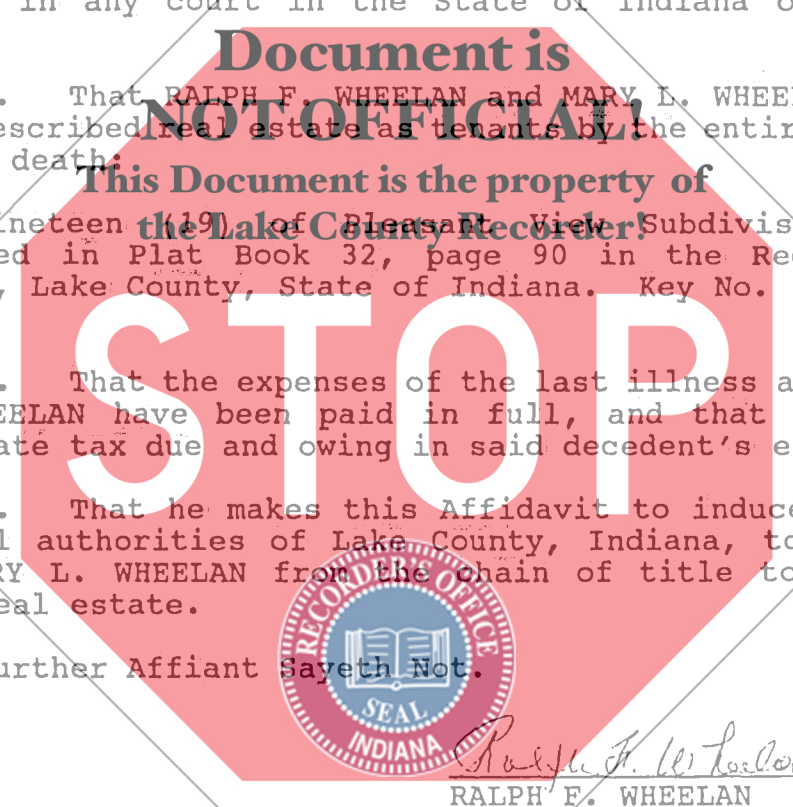 in any court in the State of Indiana o
Document is
. That RALPH F. WHEELAN and MARY L. WHEEL
NOT OFFICIAL!
escribed real estate as tenants by the entir
death:
This Document is the property of
ineteen (19) of Pleasant View Subdivis
the Lake County Recorder!
ed in Plat Book 32, page 90 in the Re
, Lake County, State of Indiana. Key No.
STOP
. That the expenses of the last illness a
EELAN have been paid in full, and that
ate tax due and owing in said decedent's e
. That he makes this Affidavit to induce
l authorities of Lake County, Indiana, to
RY L. WHEELAN from the chain of title to
eal estate.
urther Affiant Sayeth Not.
RECORDER'S OFFICE
SEAL
INDIANA
Ralph F. Wheelan
RALPH F. WHEELAN